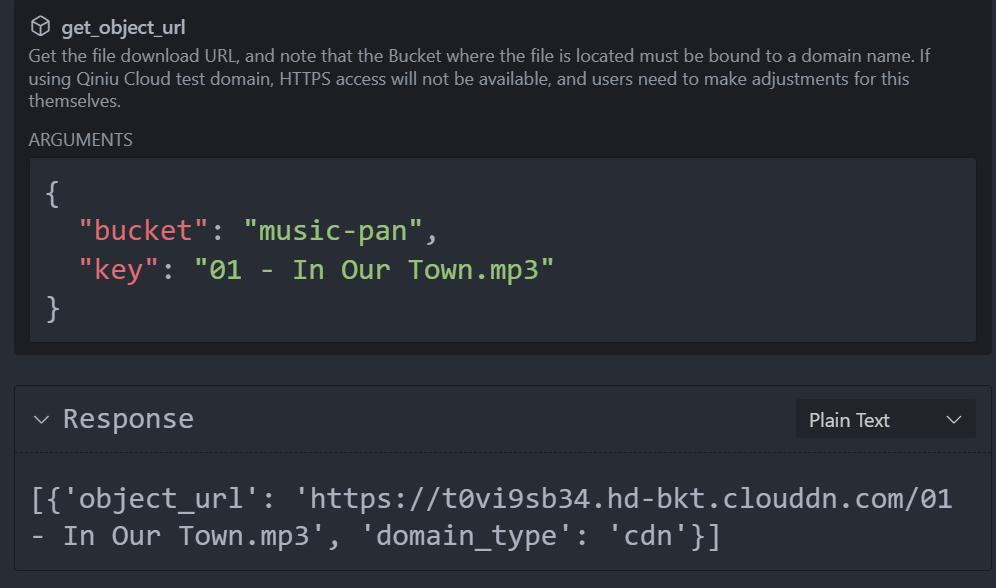 get_object_url
Get the file download URL, and note that the Bucket where the file is located must be bound to a domain name. If
using Qiniu Cloud test domain, HTTPS access will not be available, and users need to make adjustments for this
themselves.
ARGUMENTS
{
"bucket": "music-pan",
"key": "01 - In Our Town.mp3"
}
Response
Plain Text
[{'object_url': 'https://t0vi9sb34.hd-bkt.clouddn.com/01
- In Our Town.mp3', 'domain_type': 'cdn'}]